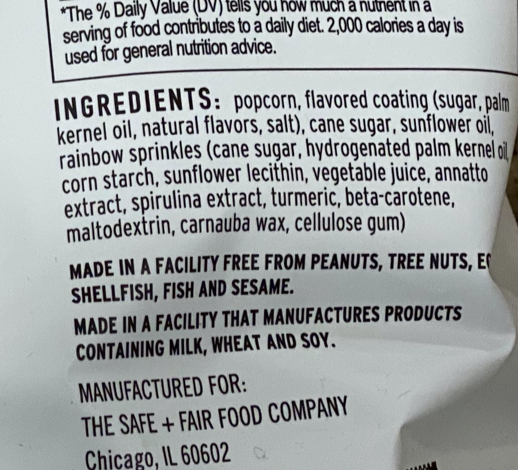 *The % Daily Value (DV) tells you how much a nutrient in a
serving of food contributes to a daily diet. 2,000 calories a day is
used for general nutrition advice.
INGREDIENTS: popcorn, flavored coating (sugar, palm
kernel oil, natural flavors, salt), cane sugar, sunflower oil,
rainbow sprinkles (cane sugar, hydrogenated palm kernel oil,
corn starch, sunflower lecithin, vegetable juice, annatto
extract, spirulina extract, turmeric, beta-carotene,
maltodextrin, carnauba wax, cellulose gum)
MADE IN A FACILITY FREE FROM PEANUTS, TREE NUTS,
SHELLFISH, FISH AND SESAME.
MADE IN A FACILITY THAT MANUFACTURES PRODUCTS
CONTAINING MILK, WHEAT AND SOY.
MANUFACTURED FOR:
THE SAFE + FAIR FOOD COMPANY
Chicago, IL 60602